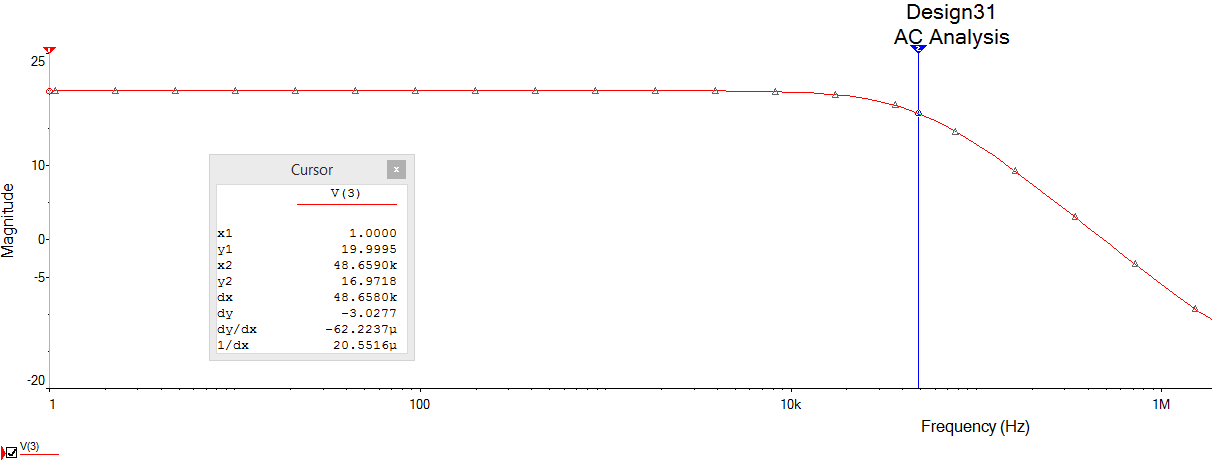 Design31
AC Analysis
25
10
0
-5
-20
Magnitude
1
2
Cursor
x
V(3)
x1 1.0000
y1 19.9995
x2 48.6590k
y2 16.9718
dx 48.6580k
dy -3.0277
dy/dx -62.2237µ
1/dx 20.5516µ
1 100 10k 1M
Frequency (Hz)
V(3)